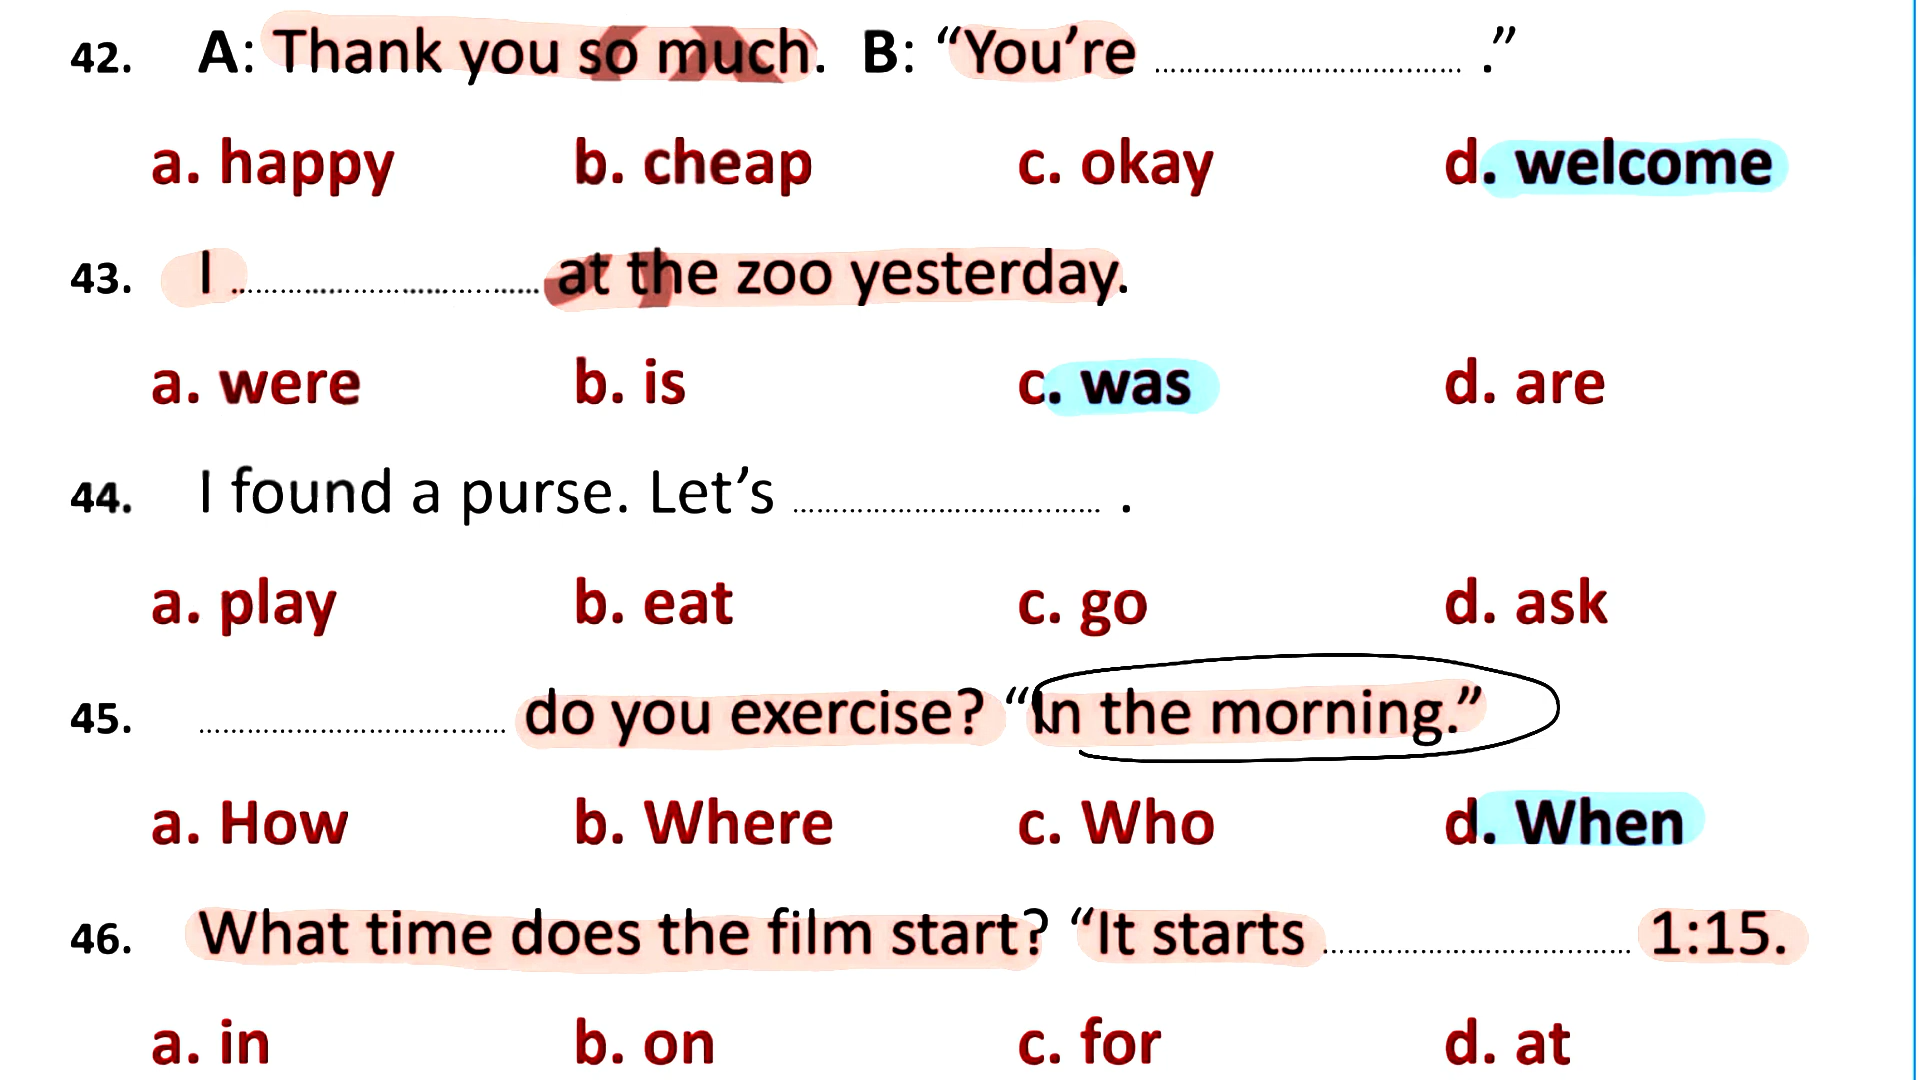 42. A: Thank you so much. B: “You’re .............................. .”
a. happy b. cheap c. okay d. welcome
43. I .............................. at the zoo yesterday.
a. were b. is c. was d. are
44. I found a purse. Let’s .............................. .
a. play b. eat c. go d. ask
45. .............................. do you exercise? “In the morning.”
a. How b. Where c. Who d. When
46. What time does the film start? “It starts .............................. 1:15.
a. in b. on c. for d. at